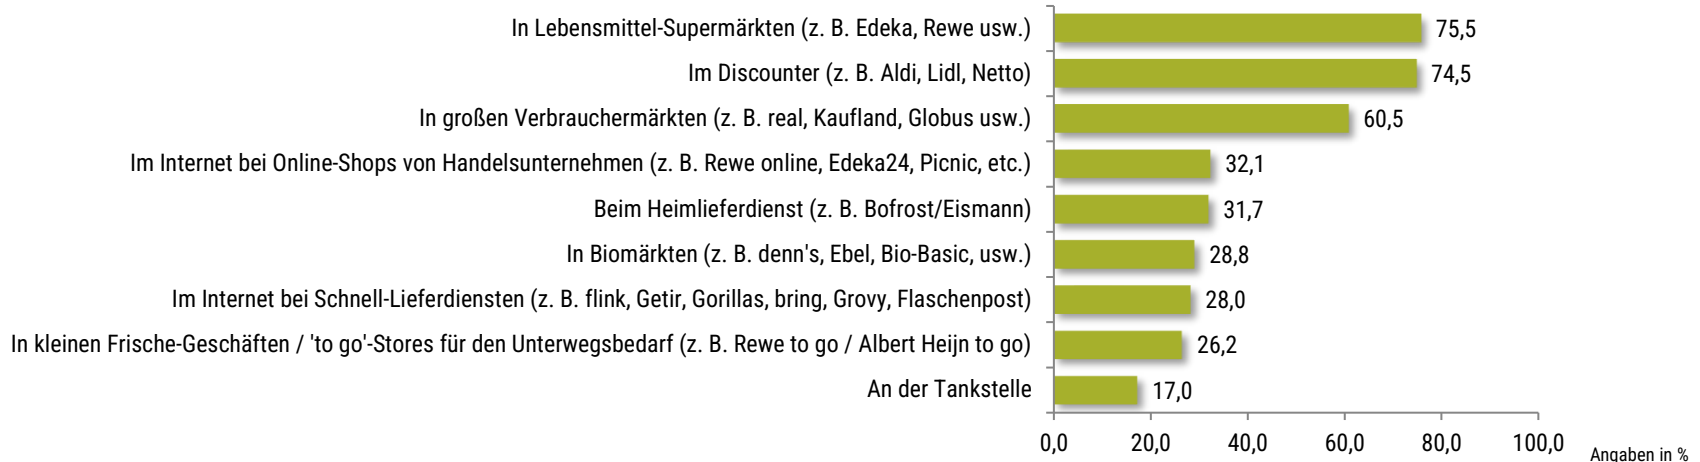 In Lebensmittel-Supermärkten (z. B. Edeka, Rewe usw.) 75,5
Im Discounter (z. B. Aldi, Lidl, Netto) 74,5
In großen Verbrauchermärkten (z. B. real, Kaufland, Globus usw.) 60,5
Im Internet bei Online-Shops von Handelsunternehmen (z. B. Rewe online, Edeka24, Picnic, etc.) 32,1
Beim Heimlieferdienst (z. B. Bofrost/Eismann) 31,7
In Biomärkten (z. B. denn's, Ebel, Bio-Basic, usw.) 28,8
Im Internet bei Schnell-Lieferdiensten (z. B. flink, Getir, Gorillas, bring, Grovy, Flaschenpost) 28,0
In kleinen Frische-Geschäften / 'to go'-Stores für den Unterwegsbedarf (z. B. Rewe to go / Albert Heijn to go) 26,2
An der Tankstelle 17,0
0,0 20,0 40,0 60,0 80,0 100,0
Angaben in %